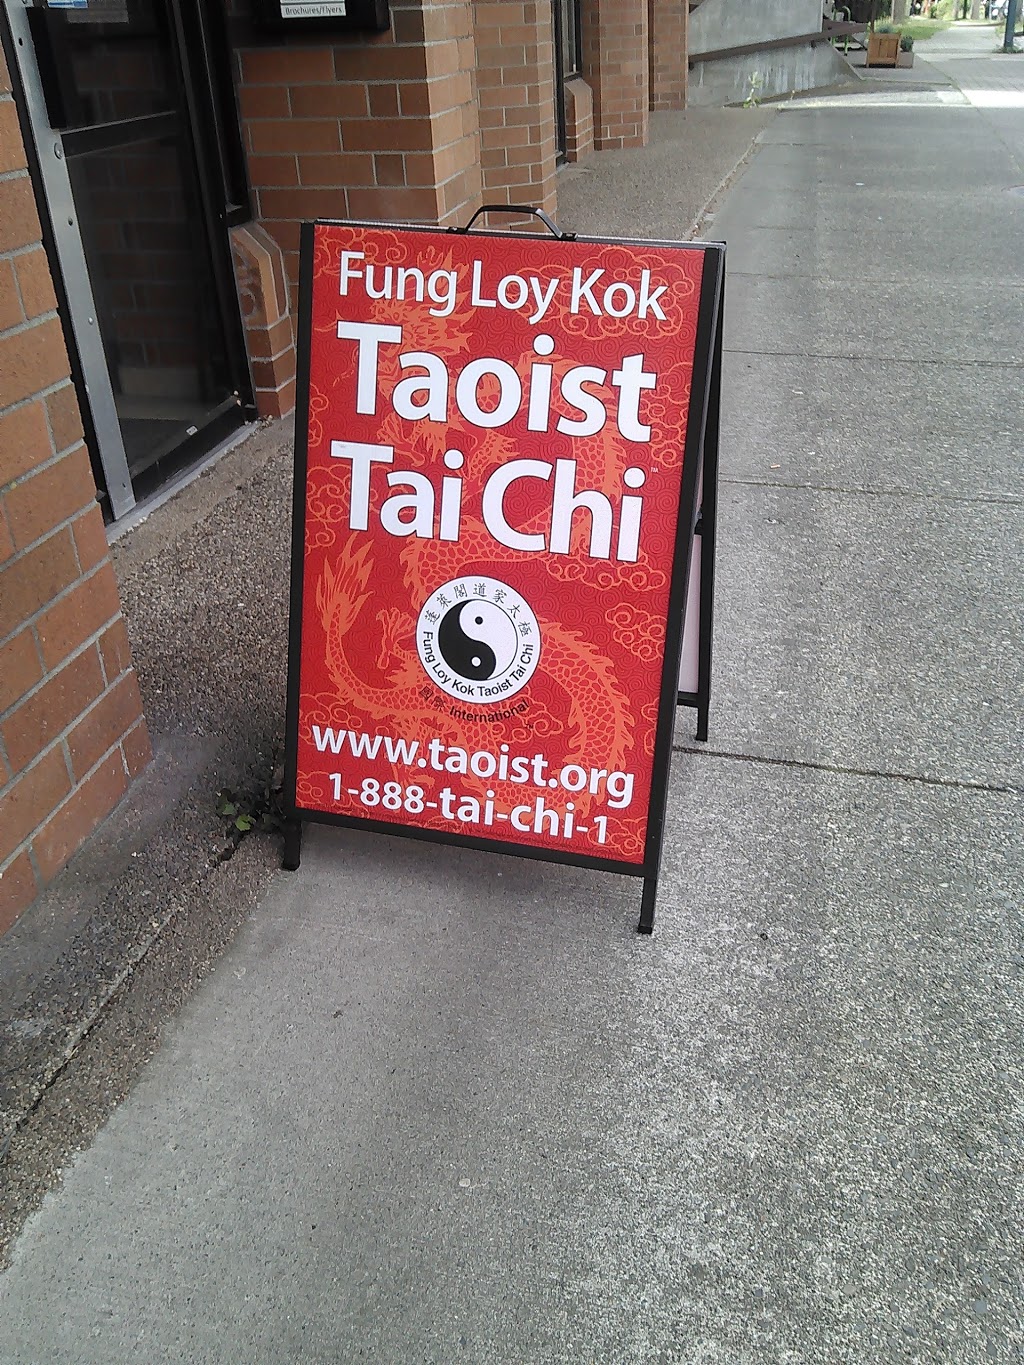 Brochures/Flyers
Fung Loy Kok
Taoist
Tai Chi
TM
蓬萊閣道家太極
Fung Loy Kok Taoist Tai Chi
International
www.taoist.org
1-888-tai-chi-1